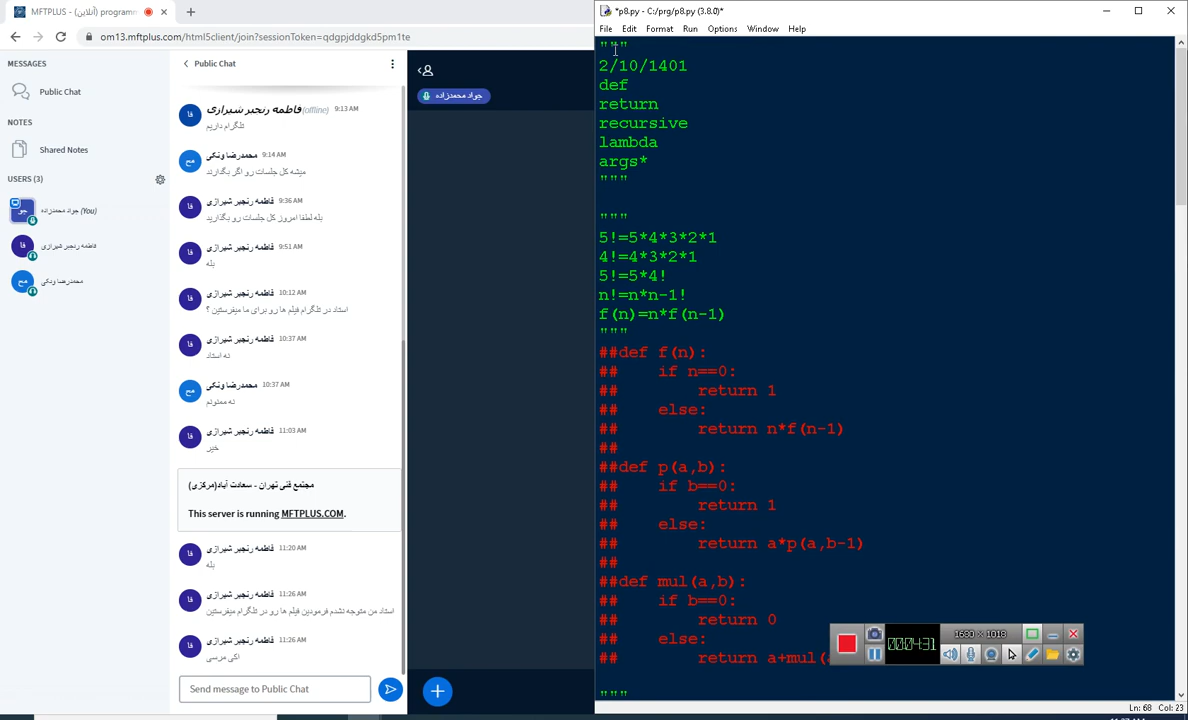 MFTPLUS - (آنلاین) programm
om13.mftplus.com/html5client/join?sessionToken=qdgpjddgkd5pm1te
MESSAGES
Public Chat
NOTES
Shared Notes
USERS (3)
جواد محمدزاده (You)
فاطمه رنجبر شیرازی
محمدرضا ونکی
Public Chat
فاطمه رنجبر شیرازی (offline) 9:13 AM
تلگرام داریم
محمدرضا ونکی 9:14 AM
میشه کل جلسات رو اگر بگذارند
فاطمه رنجبر شیرازی 9:36 AM
بله لطفا امروز کل جلسات رو بگذارید
فاطمه رنجبر شیرازی 9:51 AM
بله
فاطمه رنجبر شیرازی 10:12 AM
استاد در تلگرام فیلم ها رو برای ما میفرستین ؟
فاطمه رنجبر شیرازی 10:37 AM
نه استاد
محمدرضا ونکی 10:37 AM
نه ممنونم
فاطمه رنجبر شیرازی 11:03 AM
خیر
مجتمع فنی تهران - سعادت آباد(مرکزی)
This server is running MFTPLUS.COM.
فاطمه رنجبر شیرازی 11:20 AM
بله
فاطمه رنجبر شیرازی 11:26 AM
استاد من متوجه نشدم فرمودین فیلم ها رو در تلگرام میفرستین
فاطمه رنجبر شیرازی 11:26 AM
اکی مرسی
Send message to Public Chat
جواد محمدزاده
*p8.py - C:/prg/p8.py (3.8.0)*
File Edit Format Run Options Window Help
"""
2/10/1401
def
return
recursive
lambda
args*
"""
"""
5!=5*4*3*2*1
4!=4*3*2*1
5!=5*4!
n!=n*n-1!
f(n)=n*f(n-1)
"""
##def f(n):
##    if n==0:
##        return 1
##    else:
##        return n*f(n-1)
##
##def p(a,b):
##    if b==0:
##        return 1
##    else:
##        return a*p(a,b-1)
##
##def mul(a,b):
##    if b==0:
##        return 0
##    else:
##        return a+mul(
"""
000431
1680 x 1018
Ln: 68 Col: 23